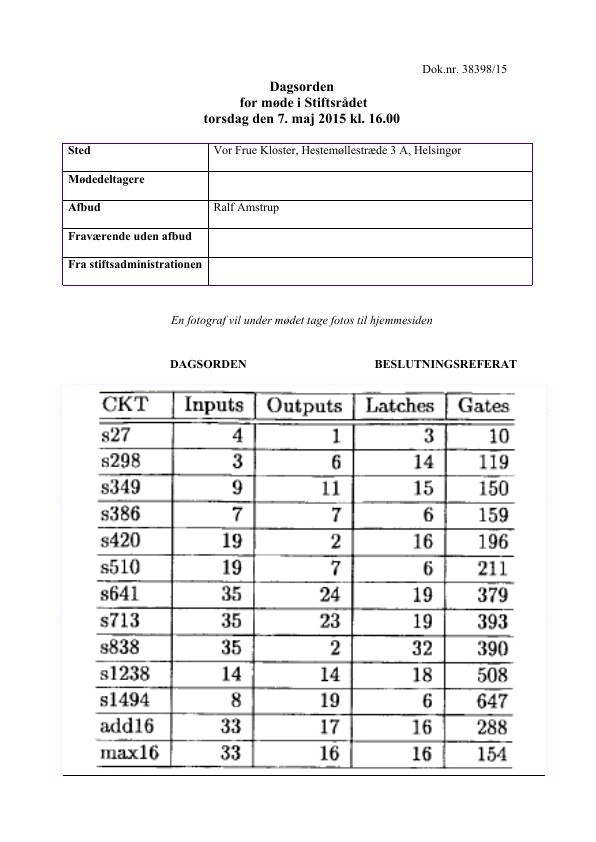 Dok.nr. 38398/15
Dagsorden
for møde i Stiftsrådet
torsdag den 7. maj 2015 kl. 16.00
Sted Vor Frue Kloster, Hestemøllestræde 3 A, Helsingør
Mødedeltagere
Afbud Ralf Amstrup
Fraværende uden afbud
Fra stiftsadministrationen
En fotograf vil under mødet tage fotos til hjemmesiden
DAGSORDEN BESLUTNINGSREFERAT
CKT Inputs Outputs Latches Gates
s27 4 1 3 10
s298 3 6 14 119
s349 9 11 15 150
s386 7 7 6 159
s420 19 2 16 196
s510 19 7 6 211
s641 35 24 19 379
s713 35 23 19 393
s838 35 2 32 390
s1238 14 14 18 508
s1494 8 19 6 647
add16 33 17 16 288
max16 33 16 16 154